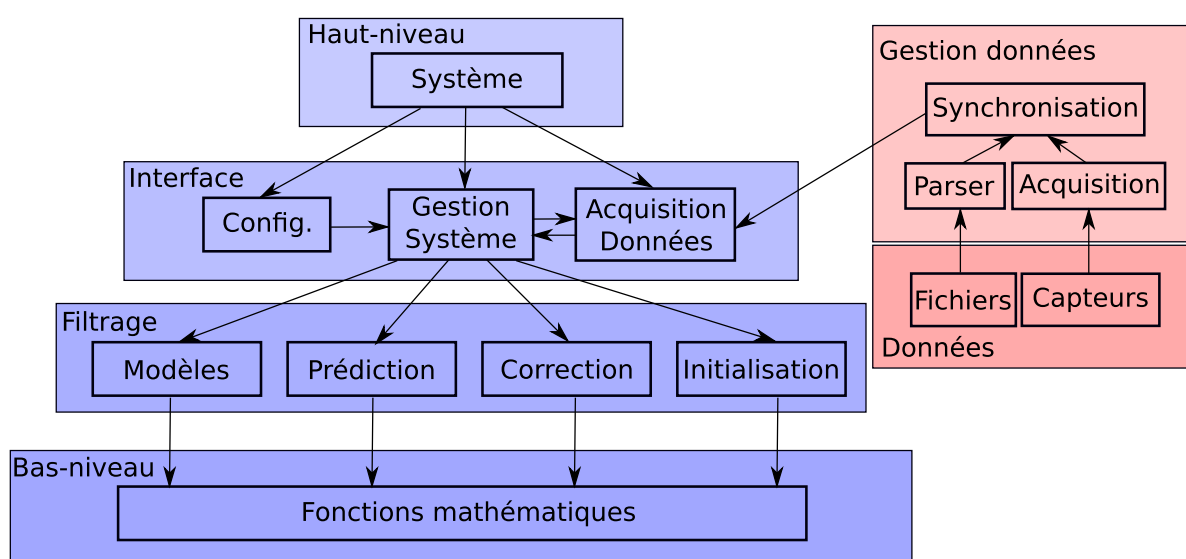 Haut-niveau
Système
Interface
Config.
Gestion
Système
Acquisition
Données
Filtrage
Modèles
Prédiction
Correction
Initialisation
Bas-niveau
Fonctions mathématiques
Gestion données
Synchronisation
Parser
Acquisition
Fichiers
Capteurs
Données